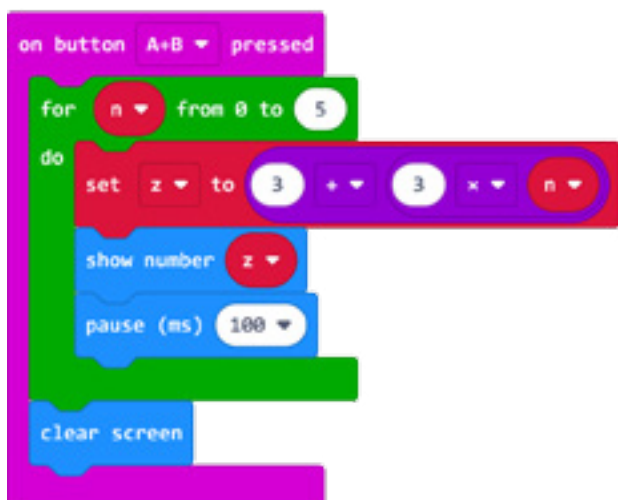 on button A+B pressed
for n from 0 to 5
do
set z to 3 + 3 × n
show number z
pause (ms) 100
clear screen